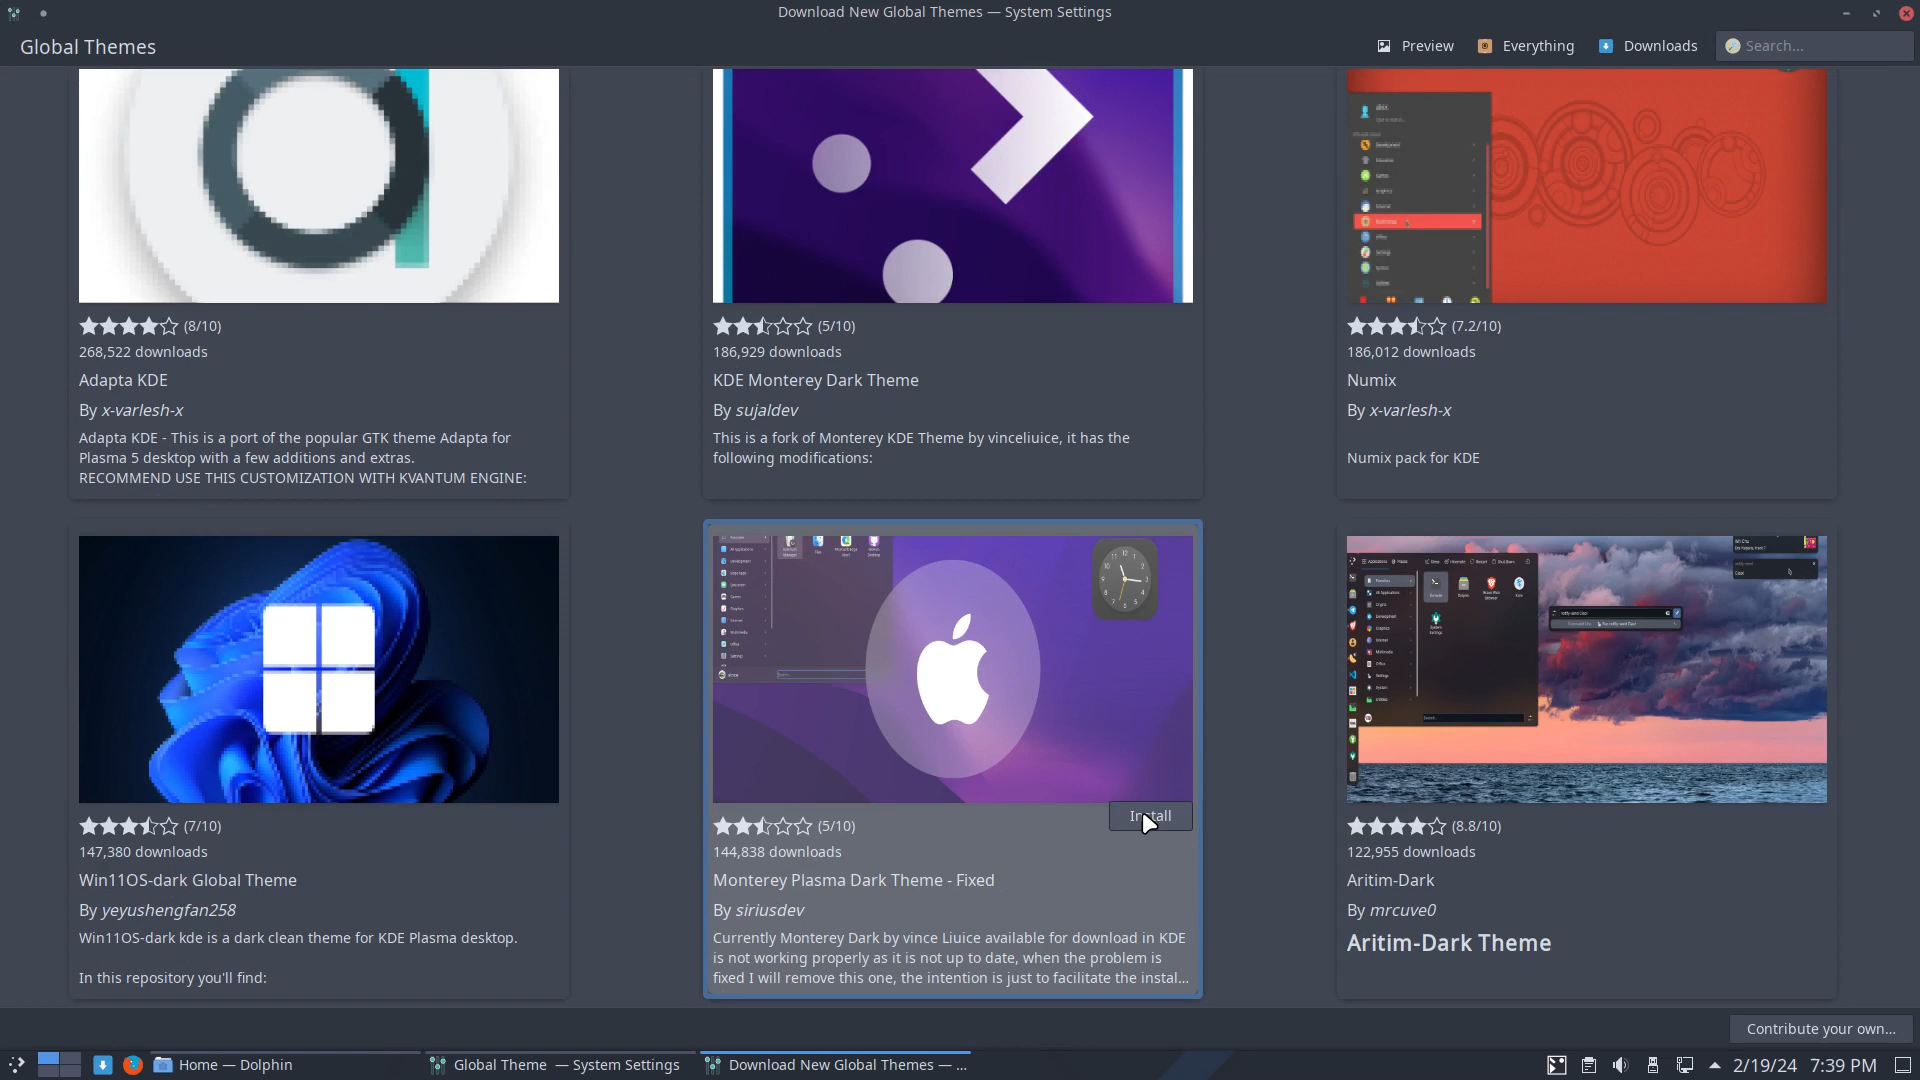 Download New Global Themes — System Settings
Global Themes
Preview
Everything
Downloads
Search...
(8/10)
268,522 downloads
Adapta KDE
By x-varlesh-x
Adapta KDE - This is a port of the popular GTK theme Adapta for
Plasma 5 desktop with a few additions and extras.
RECOMMEND USE THIS CUSTOMIZATION WITH KVANTUM ENGINE:
(5/10)
186,929 downloads
KDE Monterey Dark Theme
By sujaldev
This is a fork of Monterey KDE Theme by vinceliuice, it has the
following modifications:
(7.2/10)
186,012 downloads
Numix
By x-varlesh-x
Numix pack for KDE
(7/10)
147,380 downloads
Win11OS-dark Global Theme
By yeyushengfan258
Win11OS-dark kde is a dark clean theme for KDE Plasma desktop.
In this repository you'll find:
Install
(5/10)
144,838 downloads
Monterey Plasma Dark Theme - Fixed
By siriusdev
Currently Monterey Dark by vince Liuice available for download in KDE
is not working properly as it is not up to date, when the problem is
fixed I will remove this one, the intention is just to facilitate the instal...
(8.8/10)
122,955 downloads
Aritim-Dark
By mrcuve0
Aritim-Dark Theme
Contribute your own...
Home — Dolphin
Global Theme — System Settings
Download New Global Themes — ...
2/19/24
7:39 PM